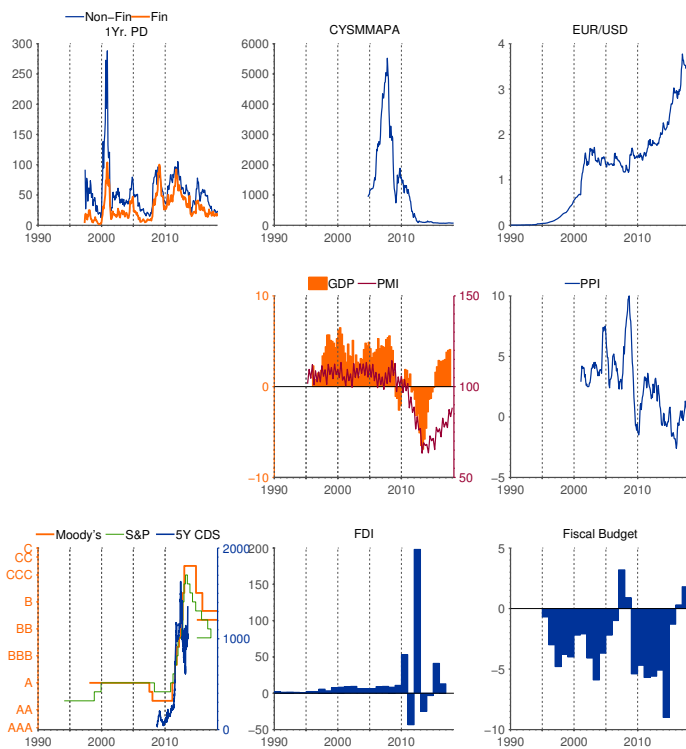 Non−Fin Fin
1Yr. PD
300
250
200
150
100
50
0
1990 2000 2010
CYSMMAPA
6000
5000
4000
3000
2000
1000
0
1990 2000 2010
EUR/USD
4
3
2
1
0
1990 2000 2010
GDP PMI
10
0
−10
150
100
50
1990 2000 2010
PPI
10
5
0
−5
1990 2000 2010
Moody's S&P 5Y CDS
C
CC
CCC
B
BB
BBB
A
AA
AAA
2000
1000
0
1990 2000 2010
FDI
200
150
100
50
0
−50
1990 2000 2010
Fiscal Budget
5
0
−5
−10
1990 2000 2010